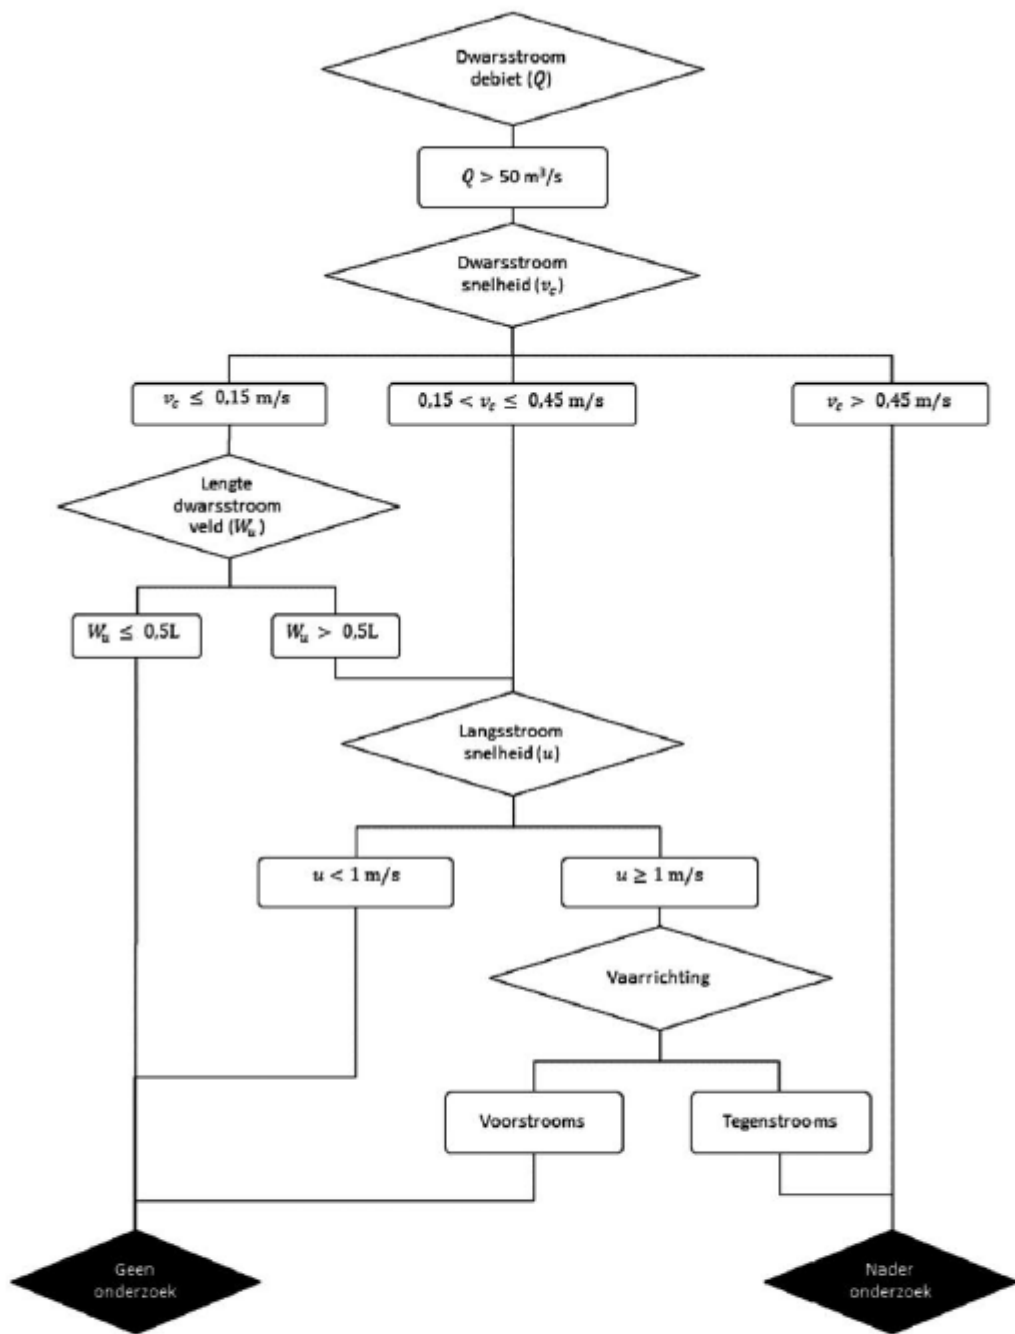 Dwarsstroom
debiet (Q)
Q > 50 m³/s
Dwarsstroom
snelheid (v_c)
v_c ≤ 0,15 m/s
0,15 < v_c ≤ 0,45 m/s
v_c > 0,45 m/s
Lengte
dwarsstroom
veld (W_u)
W_u ≤ 0,5L
W_u > 0,5L
Langsstroom
snelheid (u)
u < 1 m/s
u ≥ 1 m/s
Vaarrichting
Voorstrooms
Tegenstrooms
Geen
onderzoek
Nader
onderzoek